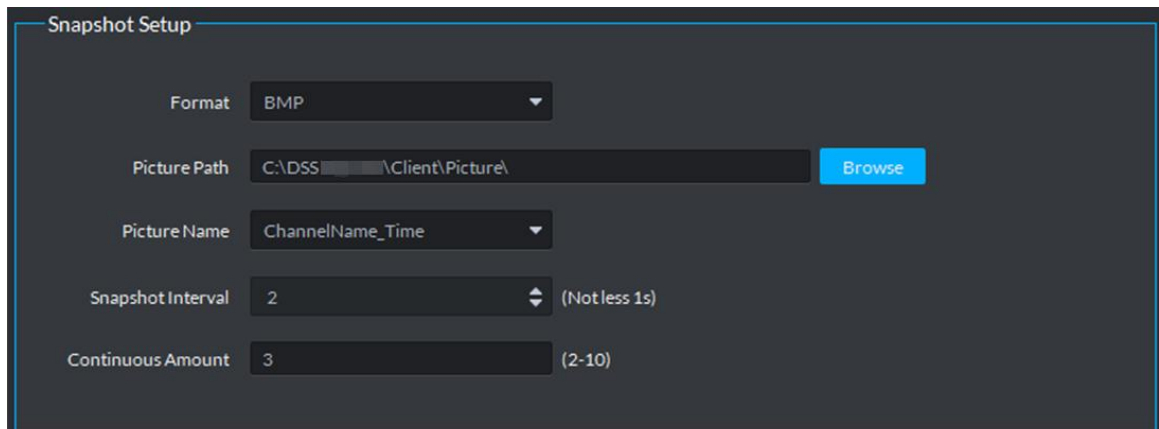 Snapshot Setup
Format BMP
Picture Path C:\DSS \Client\Picture\ Browse
Picture Name ChannelName_Time
Snapshot Interval 2 (Not less 1s)
Continuous Amount 3 (2-10)